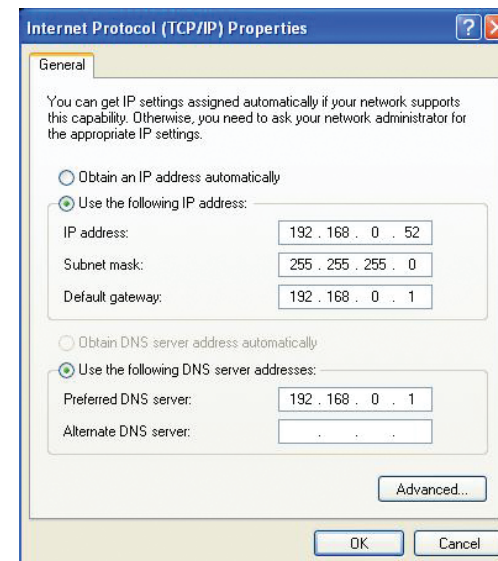 Internet Protocol (TCP/IP) Properties
General
You can get IP settings assigned automatically if your network supports
this capability. Otherwise, you need to ask your network administrator for
the appropriate IP settings.
Obtain an IP address automatically
Use the following IP address:
IP address: 192 . 168 . 0 . 52
Subnet mask: 255 . 255 . 255 . 0
Default gateway: 192 . 168 . 0 . 1
Obtain DNS server address automatically
Use the following DNS server addresses:
Preferred DNS server: 192 . 168 . 0 . 1
Alternate DNS server: . . .
Advanced...
OK Cancel